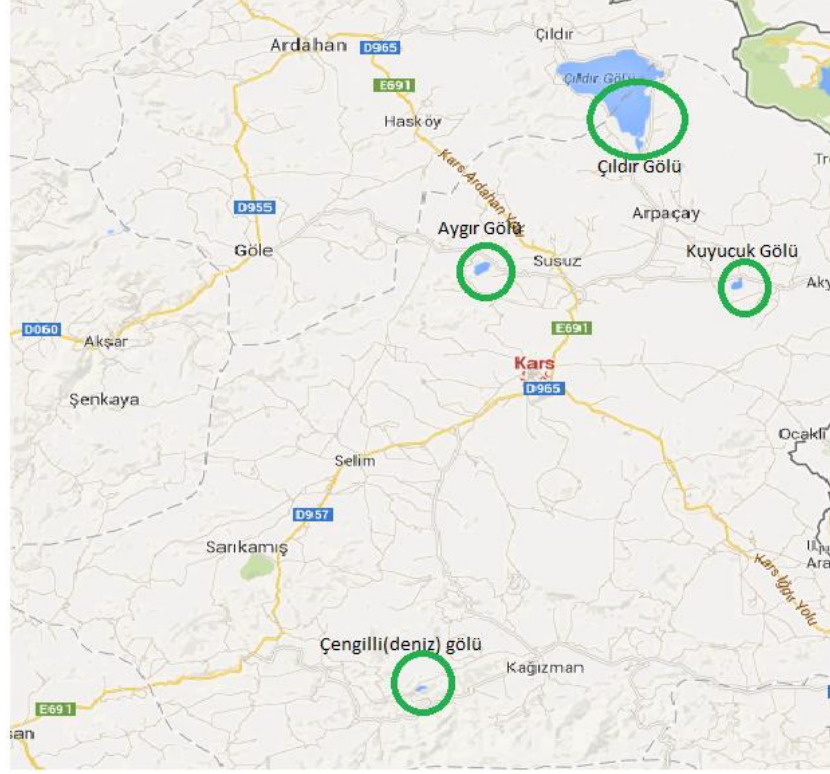 Çıldır
Ardahan
D965
Çıldır Gölü
E691
Hasköy
Çıldır Gölü
Kars Ardahan Yolu
D955
Arpaçay
Aygır Gölü
Göle
Kuyucuk Gölü
Susuz
D060
E691
Akşar
Kars
D965
Şenkaya
Ocaklı
Selim
D957
Sarıkamış
Kars Iğdır Yolu
Çengilli(deniz) gölü
Kağızman
E691